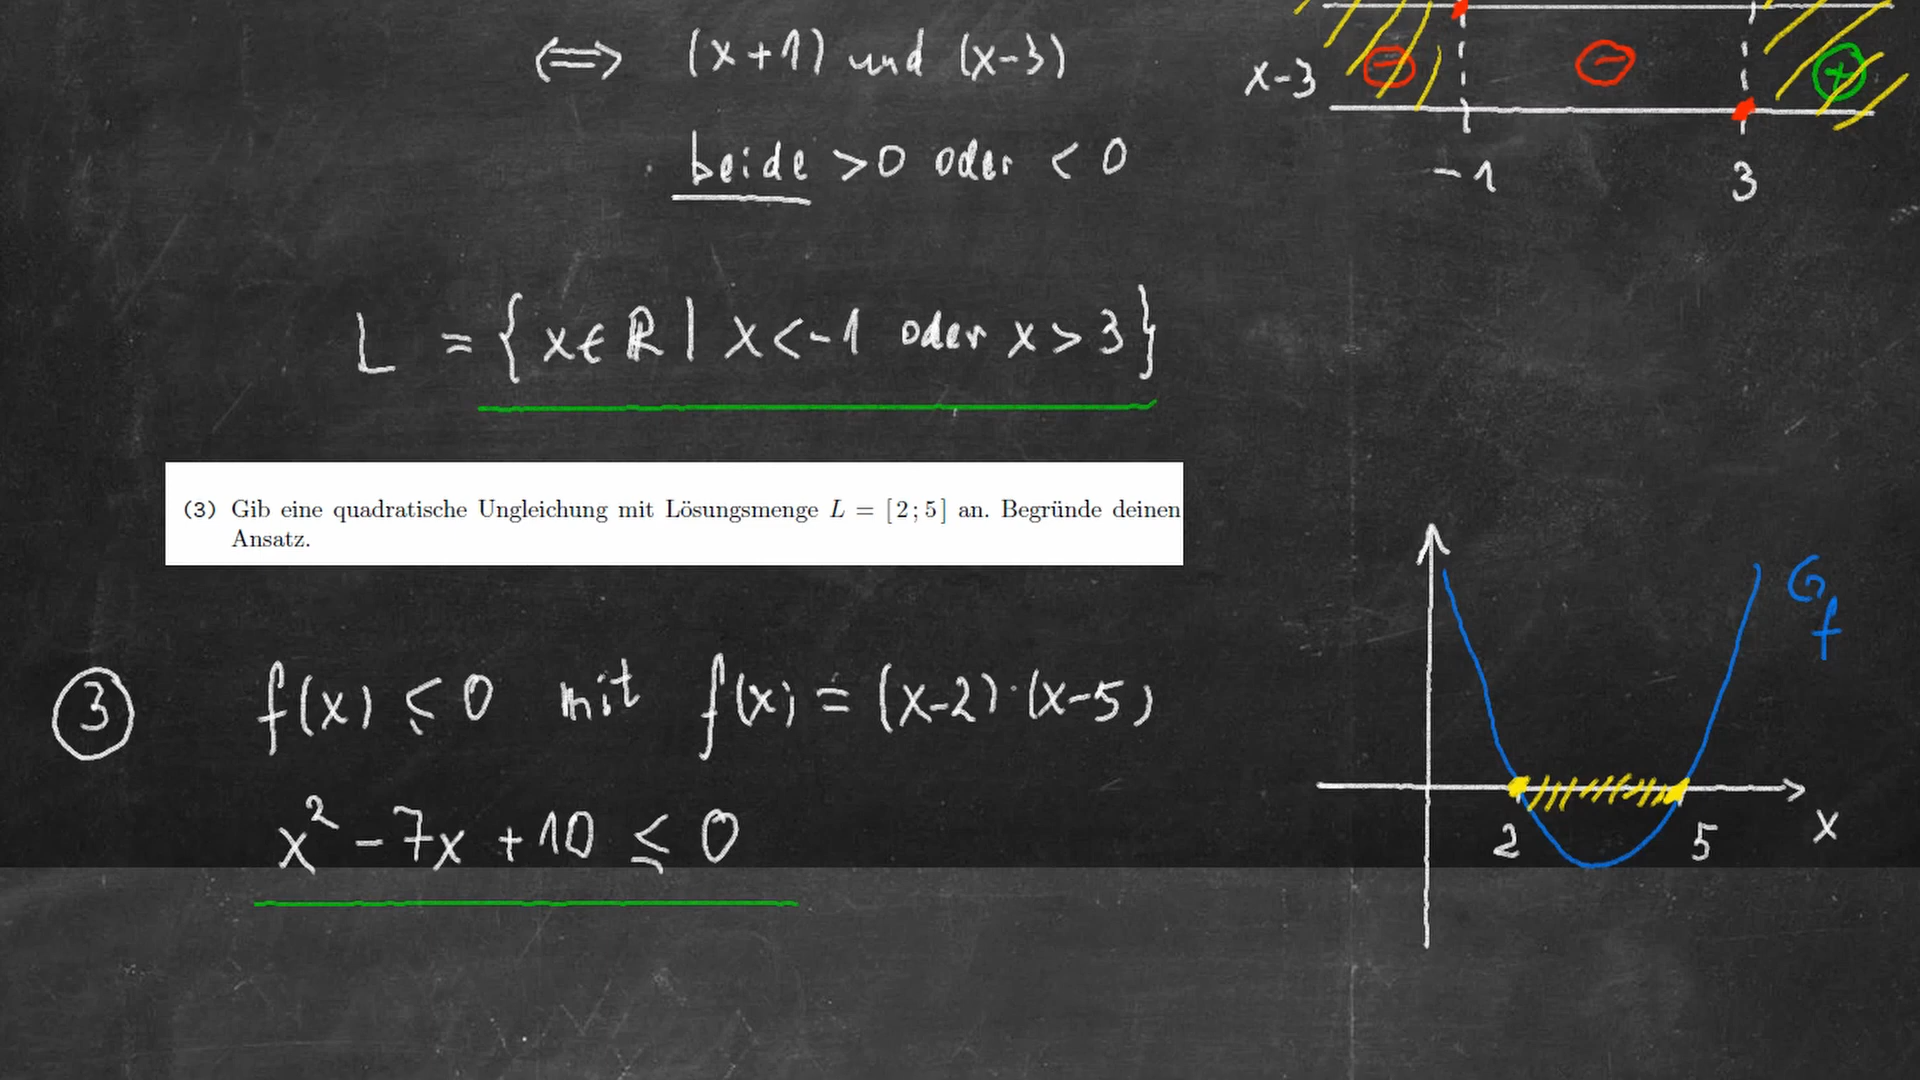 ⟺ (x+1) und (x-3)
beide >0 oder < 0
x-3 ⊖ ⊖ ⊕
-1 3
L = { x∈ℝ | x<-1 oder x>3 }
(3) Gib eine quadratische Ungleichung mit Lösungsmenge L = [2;5] an. Begründe deinen
Ansatz.
③ f(x) ≤ 0 mit f(x) = (x-2)·(x-5)
x² - 7x + 10 ≤ 0
G_f
2 5 x